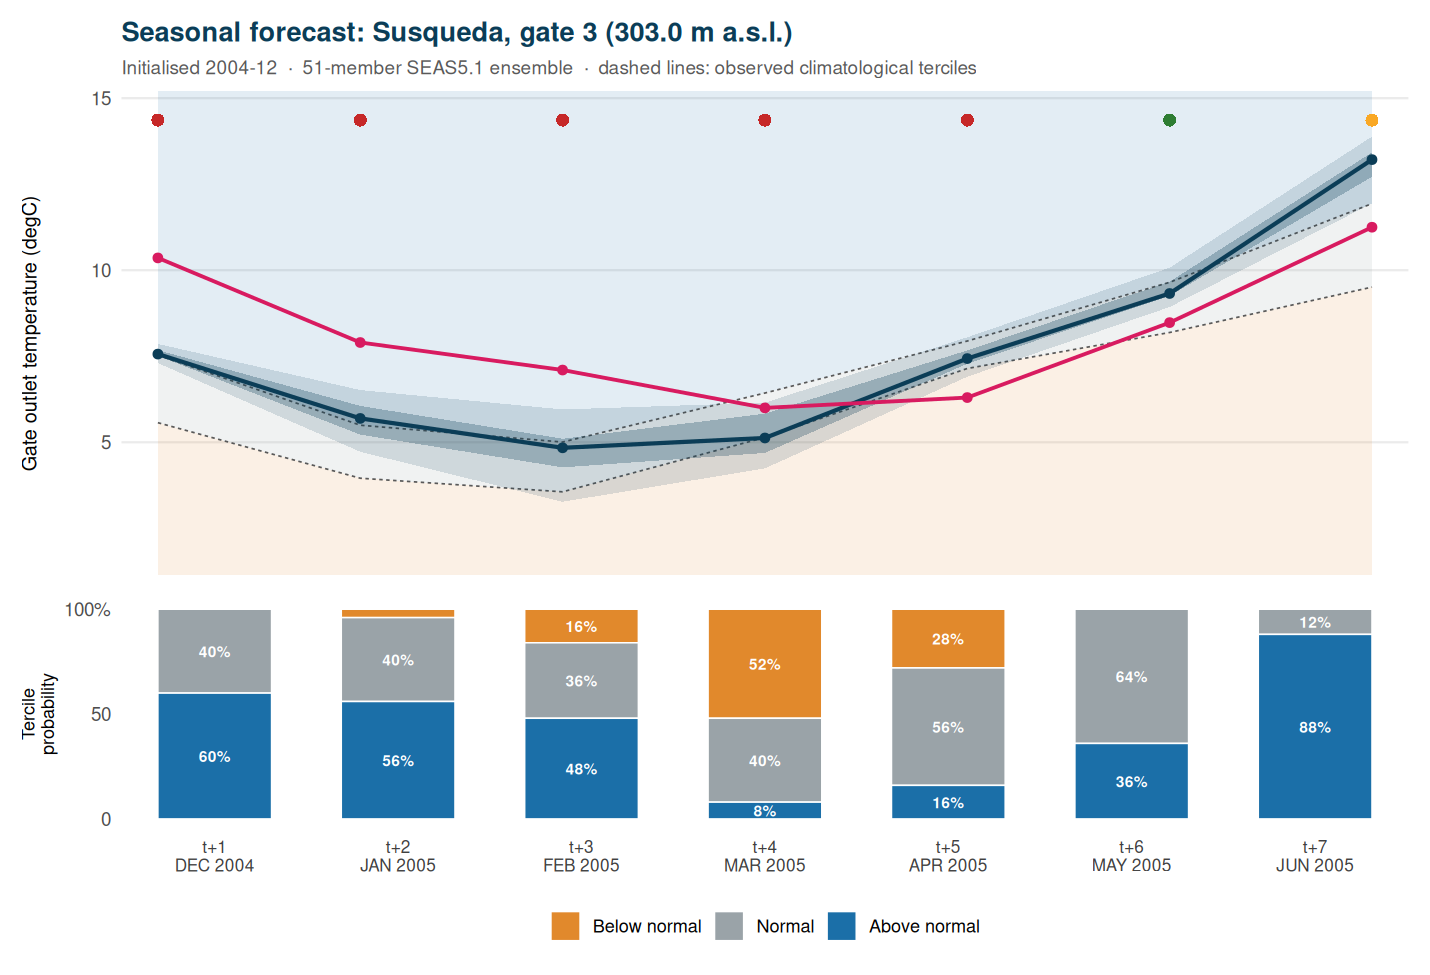 Seasonal forecast: Susqueda, gate 3 (303.0 m a.s.l.)
Initialised 2004-12 · 51-member SEAS5.1 ensemble · dashed lines: observed climatological terciles
Gate outlet temperature (degC)
15
10
5
Tercile
probability
100%
50
0
40%
60%
40%
56%
16%
36%
48%
52%
40%
8%
28%
56%
16%
64%
36%
12%
88%
t+1
DEC 2004
t+2
JAN 2005
t+3
FEB 2005
t+4
MAR 2005
t+5
APR 2005
t+6
MAY 2005
t+7
JUN 2005
Below normal
Normal
Above normal